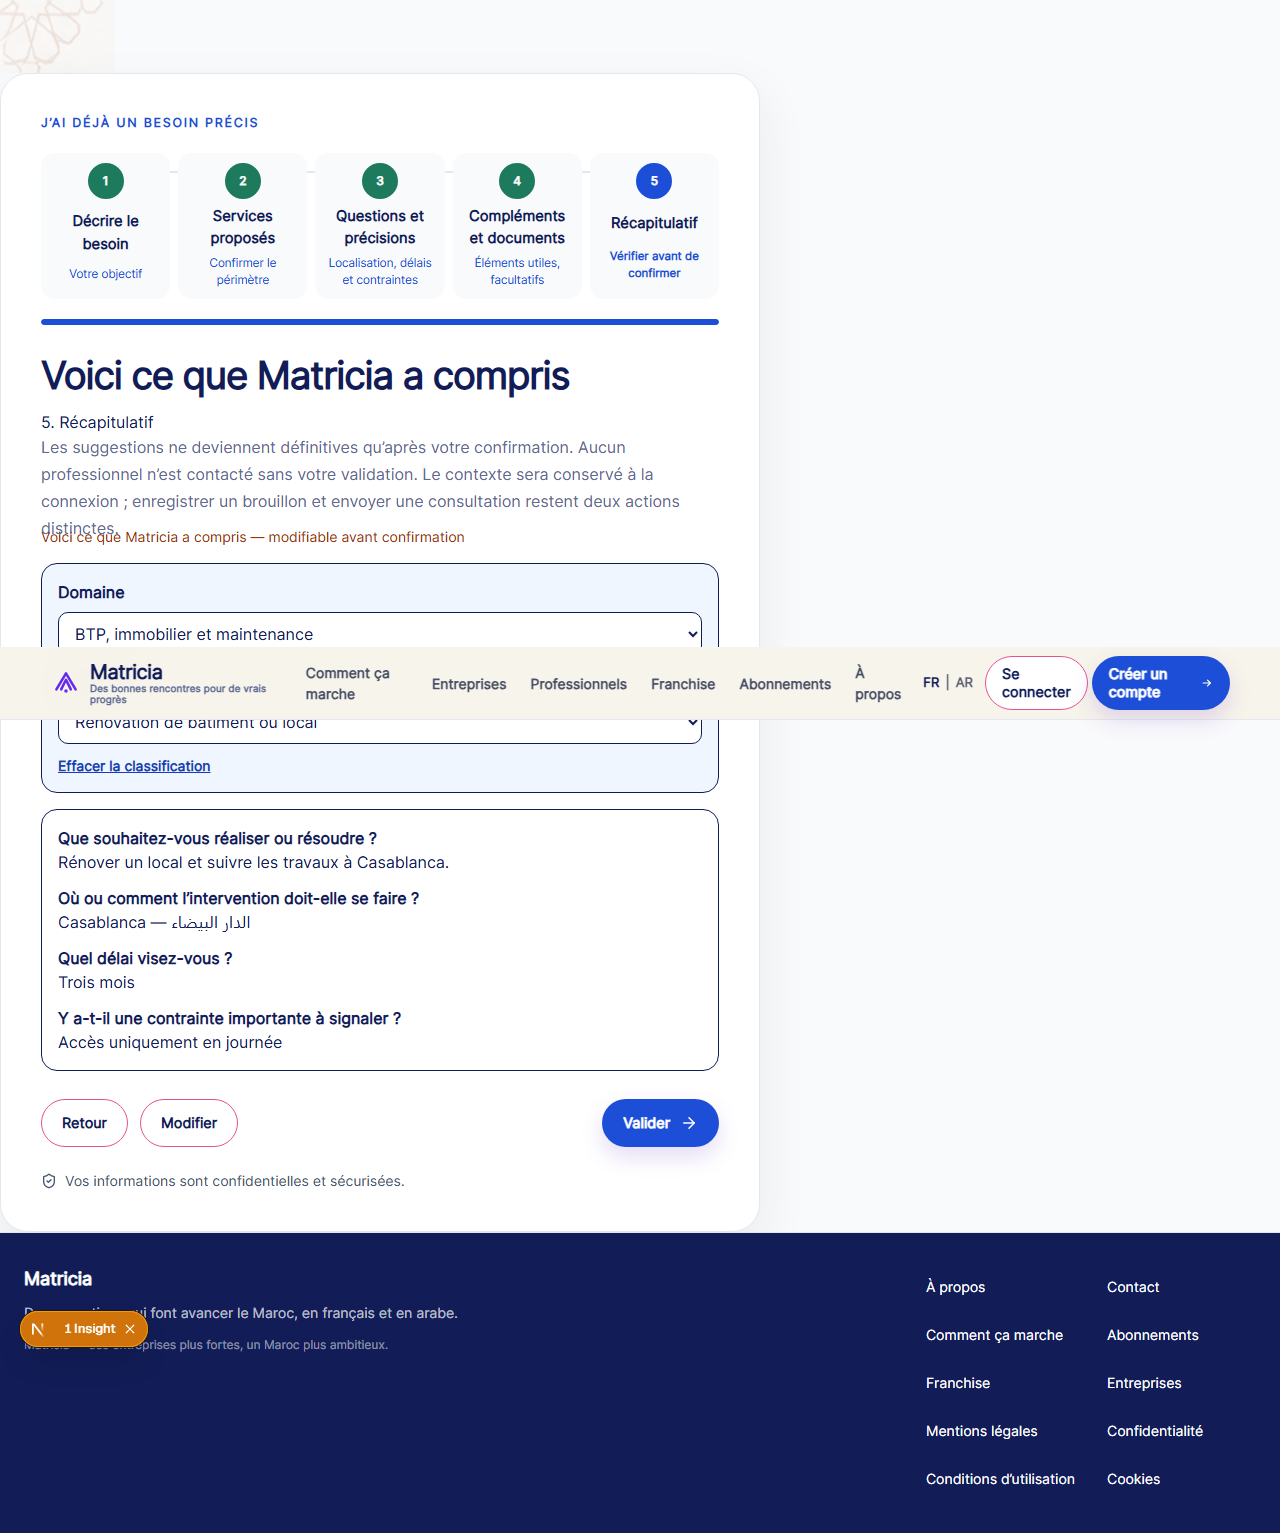 J’AI DÉJÀ UN BESOIN PRÉCIS
1
Décrire le
besoin
Votre objectif
2
Services
proposés
Confirmer le
périmètre
3
Questions et
précisions
Localisation, délais
et contraintes
4
Compléments
et documents
Éléments utiles,
facultatifs
5
Récapitulatif
Vérifier avant de
confirmer
Voici ce que Matricia a compris
5. Récapitulatif
Les suggestions ne deviennent définitives qu’après votre confirmation. Aucun
professionnel n’est contacté sans votre validation. Le contexte sera conservé à la
connexion ; enregistrer un brouillon et envoyer une consultation restent deux actions
distinctes.
Voici ce que Matricia a compris — modifiable avant confirmation
Domaine
BTP, immobilier et maintenance
Matricia
Des bonnes rencontres pour de vrais
progrès
Comment ça
marche
Entreprises
Professionnels
Franchise
Abonnements
À
propos
FR | AR
Se
connecter
Créer un
compte
Rénovation de bâtiment ou local
Effacer la classification
Que souhaitez-vous réaliser ou résoudre ?
Rénover un local et suivre les travaux à Casablanca.
Où ou comment l’intervention doit-elle se faire ?
Casablanca — الدار البيضاء
Quel délai visez-vous ?
Trois mois
Y a-t-il une contrainte importante à signaler ?
Accès uniquement en journée
Retour
Modifier
Valider
Vos informations sont confidentielles et sécurisées.
Matricia
font avancer le Maroc, en français et en arabe.
1 Insight
plus fortes, un Maroc plus ambitieux.
À propos
Contact
Comment ça marche
Abonnements
Franchise
Entreprises
Mentions légales
Confidentialité
Conditions d’utilisation
Cookies